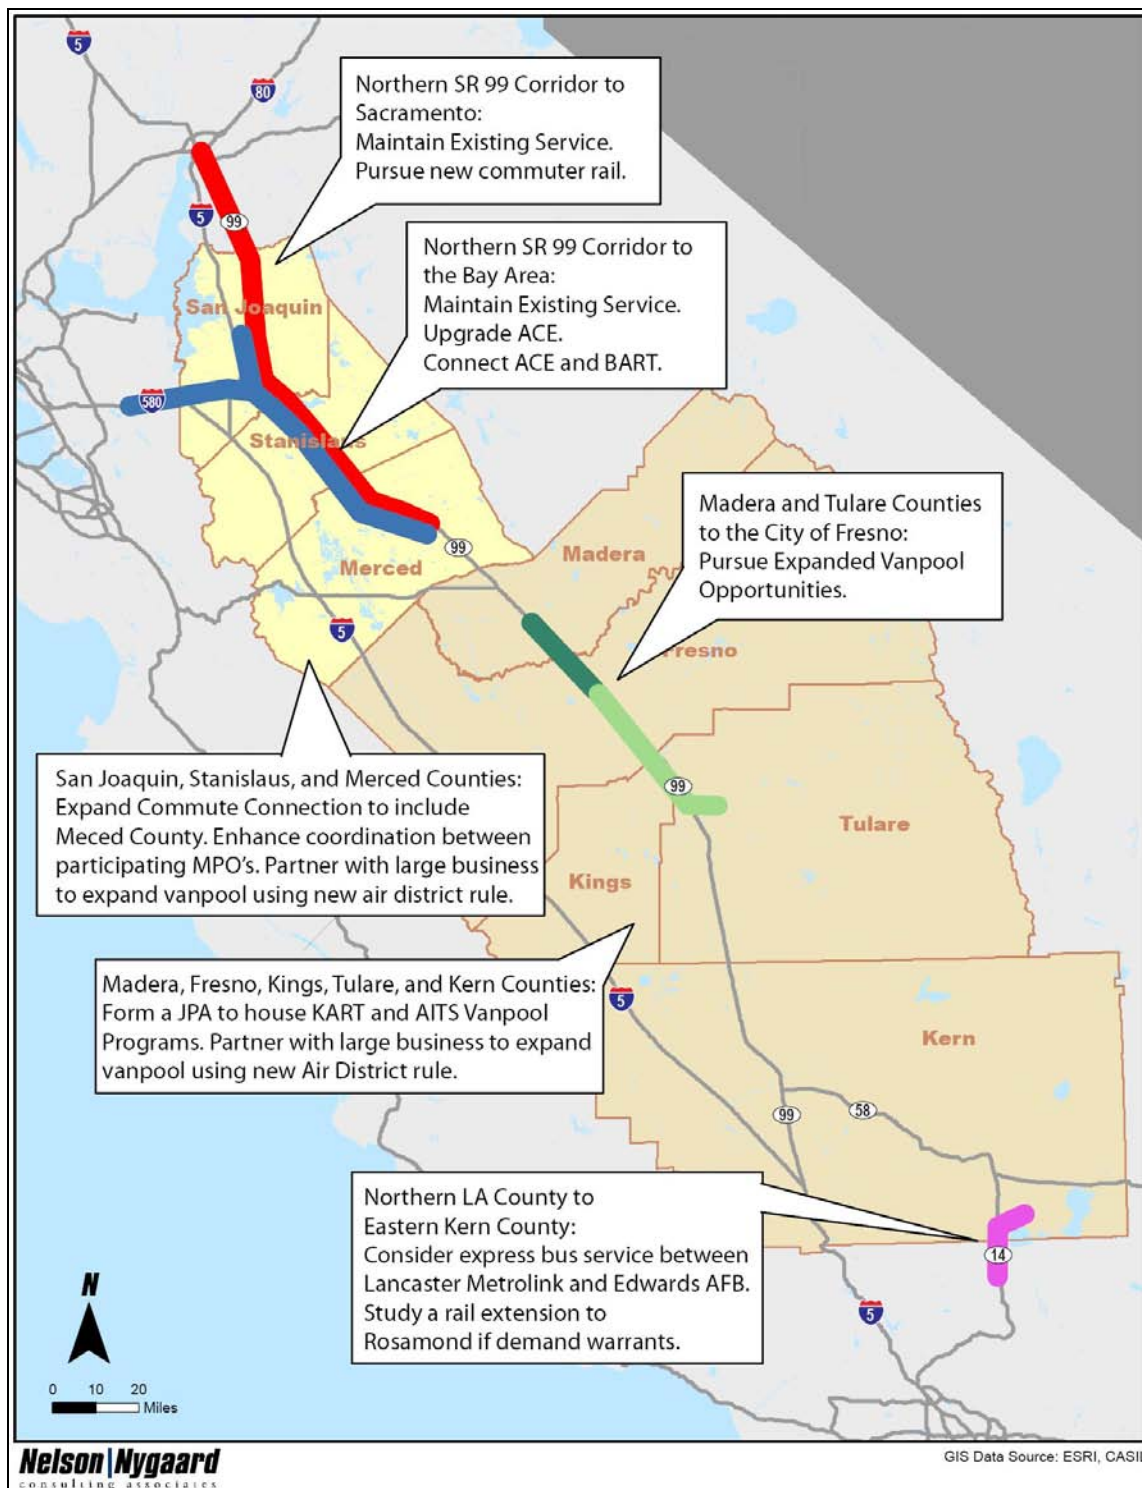 5
80
Northern SR 99 Corridor to
Sacramento:
Maintain Existing Service.
Pursue new commuter rail.
5
99
Northern SR 99 Corridor to
the Bay Area:
Maintain Existing Service.
Upgrade ACE.
Connect ACE and BART.
San Joaquin
580
Stanislaus
Madera and Tulare Counties
to the City of Fresno:
Pursue Expanded Vanpool
Opportunities.
99
Madera
Merced
5
Fresno
San Joaquin, Stanislaus, and Merced Counties:
Expand Commute Connection to include
Meced County. Enhance coordination between
participating MPO's. Partner with large business
to expand vanpool using new air district rule.
99
Tulare
Kings
Madera, Fresno, Kings, Tulare, and Kern Counties:
Form a JPA to house KART and AITS Vanpool
Programs. Partner with large business to expand
vanpool using new Air District rule.
5
Kern
99
58
Northern LA County to
Eastern Kern County:
Consider express bus service between
Lancaster Metrolink and Edwards AFB.
Study a rail extension to
Rosamond if demand warrants.
14
5
N
0 10 20
Miles
Nelson|Nygaard
consulting associates
GIS Data Source: ESRI, CASIL